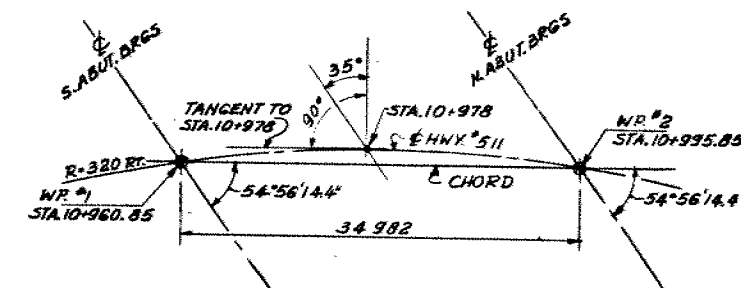 ℄
S. ABUT. BRGS
℄
N. ABUT. BRGS
35°
90°
TANGENT TO
STA.10+978
STA.10+978
℄ HWY. #511
W.P. #2
STA.10+995.85
R=320 RT.
W.P. #1
STA.10+960.85
54°56'14.4"
CHORD
54°56'14.4
34 982